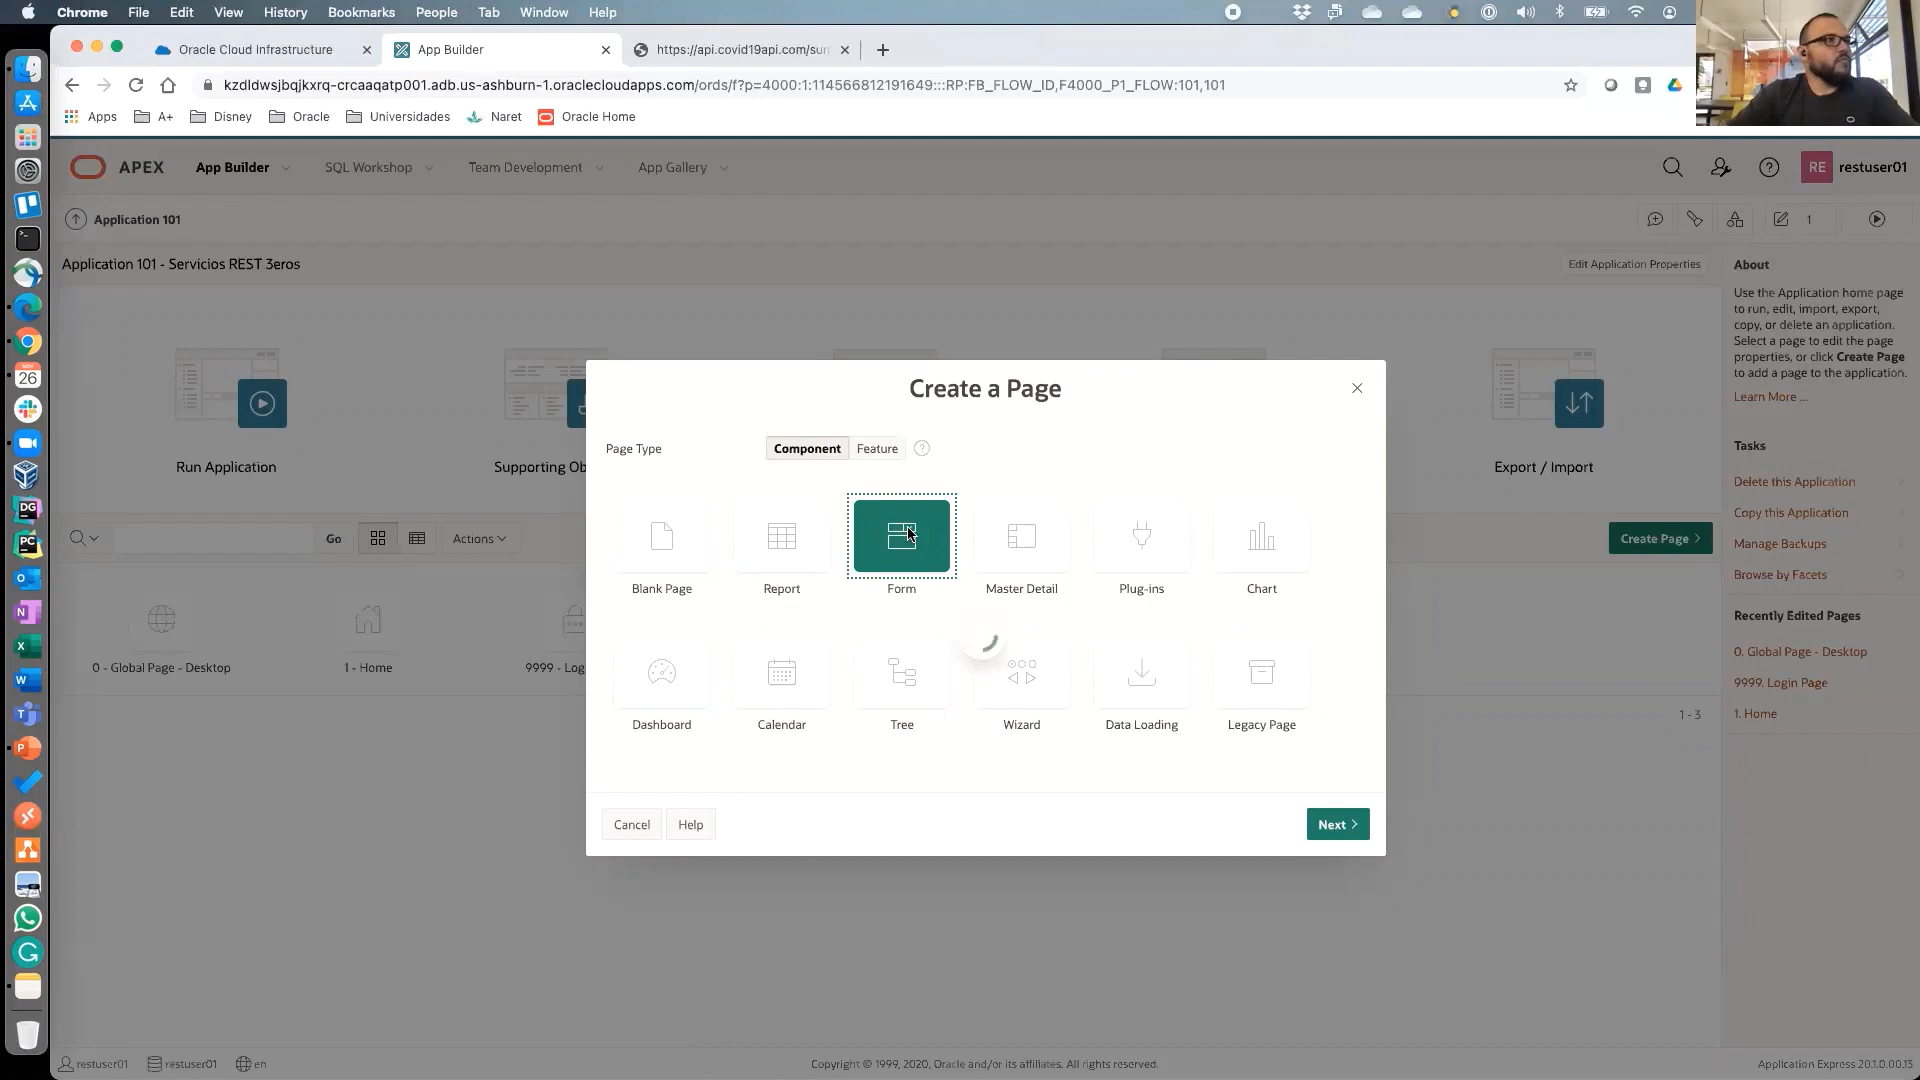 Chrome File Edit View History Bookmarks People Tab Window Help
Oracle Cloud Infrastructure
App Builder
https://api.covid19api.com/sum
kzdldwsjbqjkxrq-crcaaqatp001.adb.us-ashburn-1.oraclecloudapps.com/ords/f?p=4000:1:114566812191649:::RP:FB_FLOW_ID,F4000_P1_FLOW:101,101
Apps A+ Disney Oracle Universidades Naret Oracle Home
APEX App Builder SQL Workshop Team Development App Gallery RE restuser01
Application 101 1
Application 101 - Servicios REST 3eros Edit Application Properties
About
Use the Application home page
to run, edit, import, export,
copy, or delete an application.
Select a page to edit the page
properties, or click Create Page
to add a page to the application.
Learn More ...
Run Application
Supporting Ob
Export / Import
Create a Page
Page Type Component Feature
Blank Page Report Form Master Detail Plug-ins Chart
Dashboard Calendar Tree Wizard Data Loading Legacy Page
Cancel Help Next
Go Actions Create Page
0 - Global Page - Desktop
1 - Home
9999 - Log
1 - 3
Tasks
Delete this Application
Copy this Application
Manage Backups
Browse by Facets
Recently Edited Pages
0. Global Page - Desktop
9999. Login Page
1. Home
NOV
26
DG
PC
restuser01 restuser01 en
Copyright © 1999, 2020, Oracle and/or its affiliates. All rights reserved.
Application Express 20.1.0.00.13